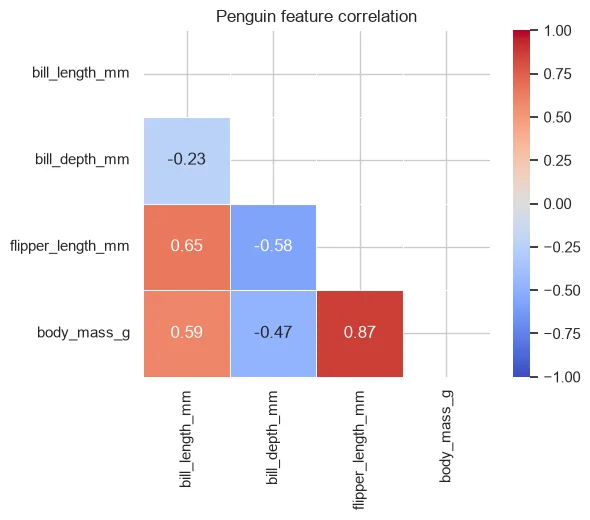 Penguin feature correlation
bill_length_mm
bill_depth_mm
flipper_length_mm
body_mass_g
-0.23
0.65 -0.58
0.59 -0.47 0.87
bill_length_mm
bill_depth_mm
flipper_length_mm
body_mass_g
1.00
0.75
0.50
0.25
0.00
−0.25
−0.50
−0.75
−1.00